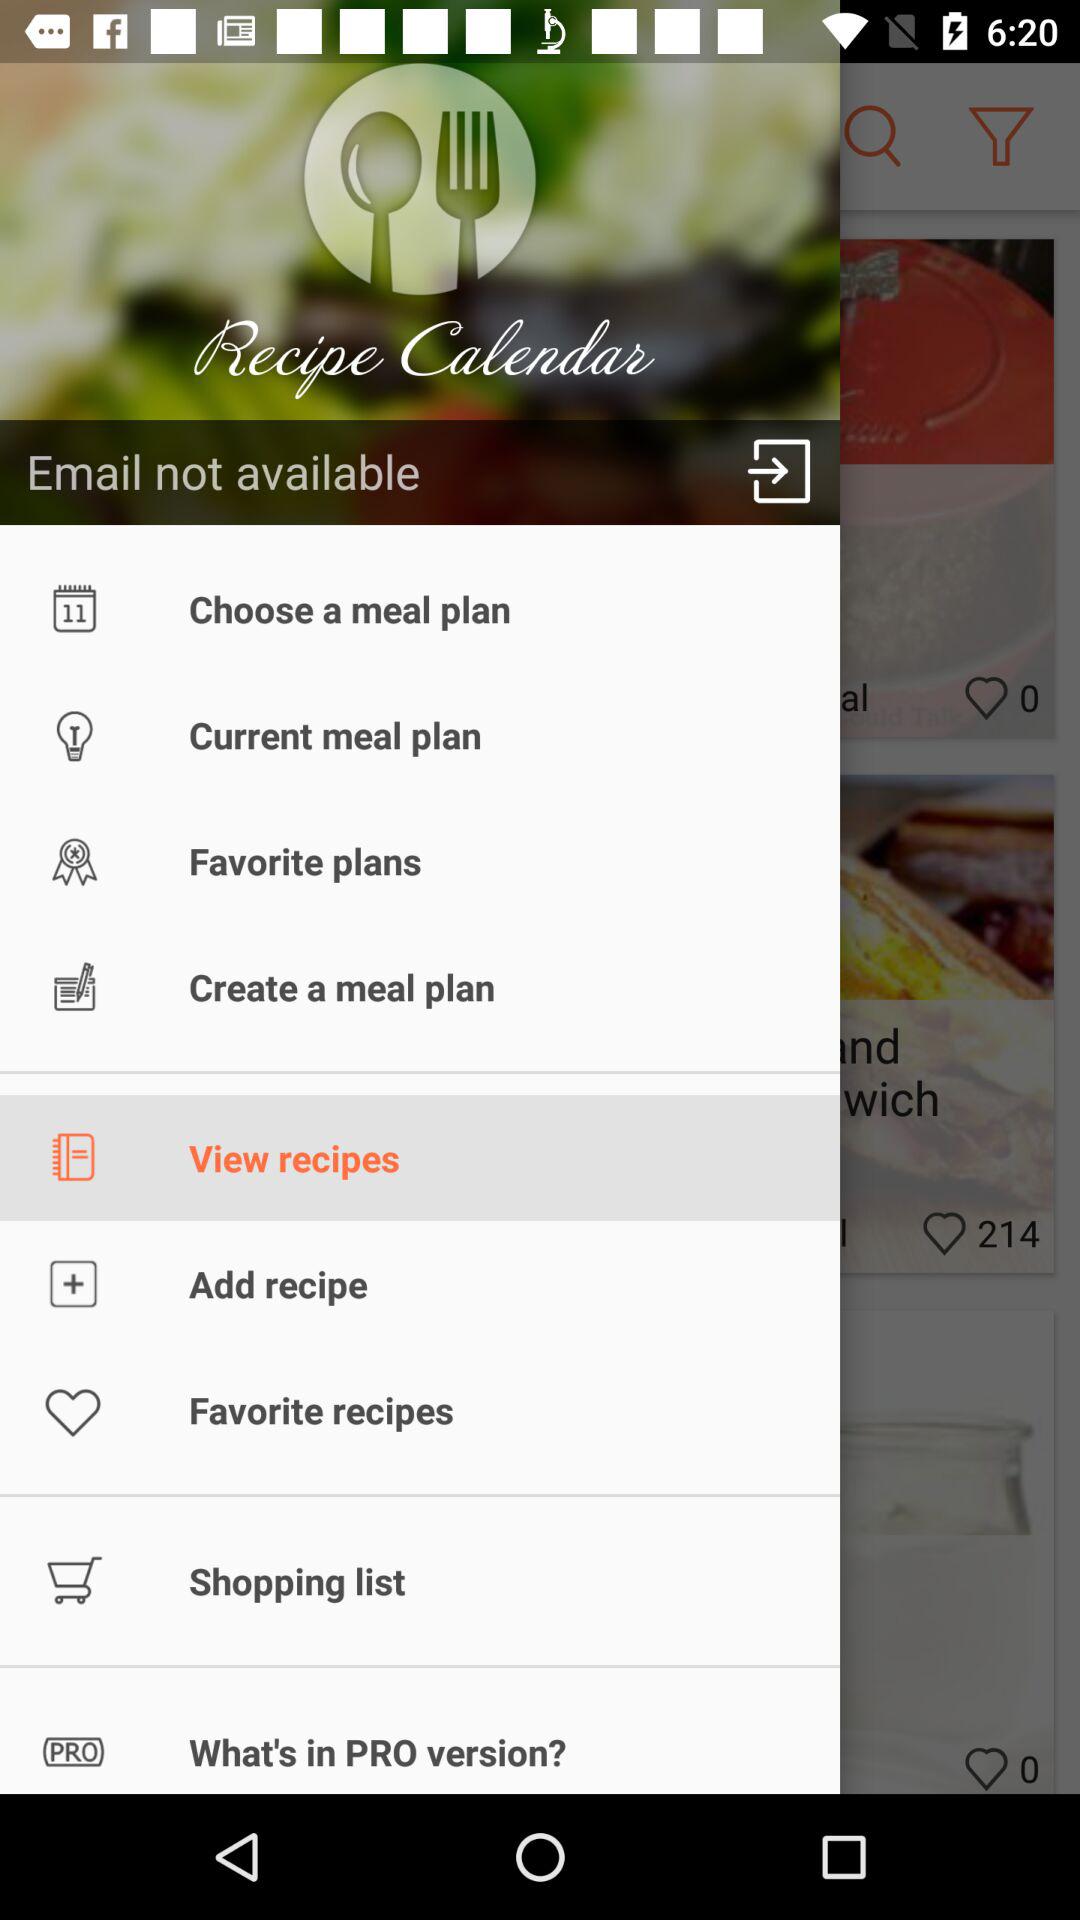 6:20
Recipe Calendar
Email not available
11
Choose a meal plan
Current meal plan
Favorite plans
Create a meal plan
View recipes
Add recipe
Favorite recipes
Shopping list
PRO
What's in PRO version?
al
0
and
wich
l
214
0